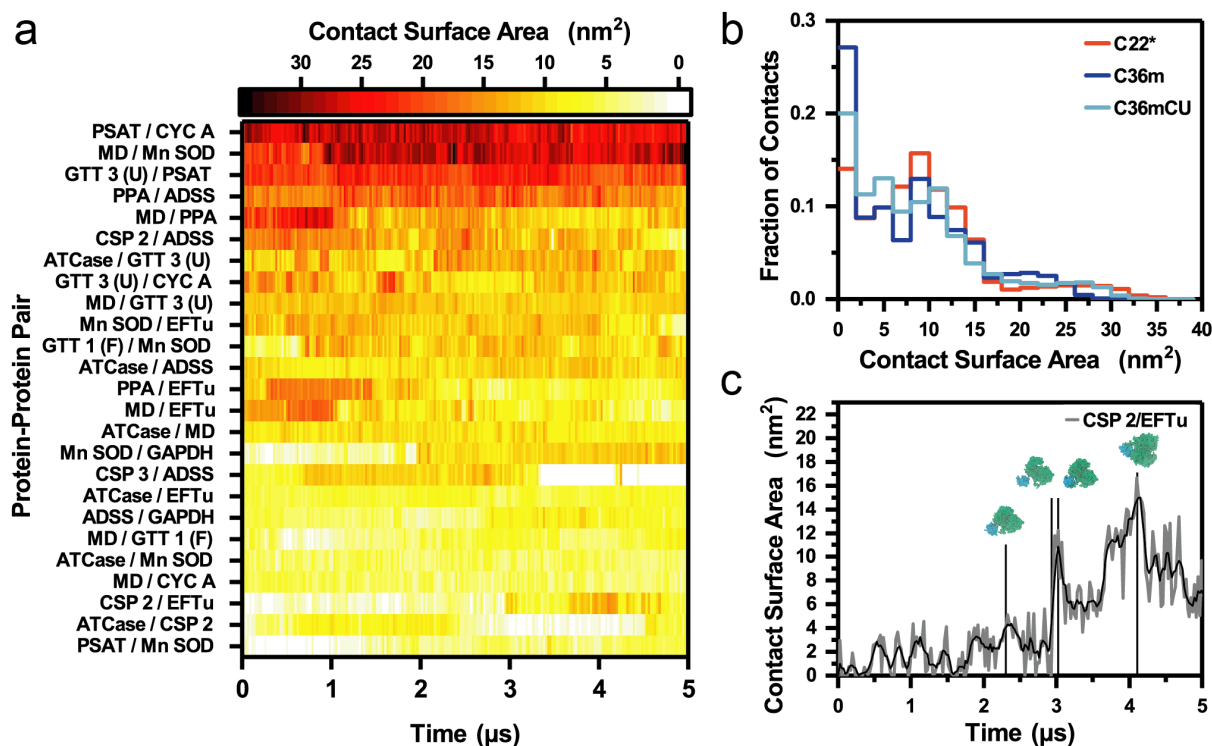 a
Contact Surface Area (nm²)
30 25 20 15 10 5 0
Protein-Protein Pair
PSAT / CYC A
MD / Mn SOD
GTT 3 (U) / PSAT
PPA / ADSS
MD / PPA
CSP 2 / ADSS
ATCase / GTT 3 (U)
GTT 3 (U) / CYC A
MD / GTT 3 (U)
Mn SOD / EFTu
GTT 1 (F) / Mn SOD
ATCase / ADSS
PPA / EFTu
MD / EFTu
ATCase / MD
Mn SOD / GAPDH
CSP 3 / ADSS
ATCase / EFTu
ADSS / GAPDH
MD / GTT 1 (F)
ATCase / Mn SOD
MD / CYC A
CSP 2 / EFTu
ATCase / CSP 2
PSAT / Mn SOD
0 1 2 3 4 5
Time (µs)
b
Fraction of Contacts
0.3
0.2
0.1
0.0
C22*
C36m
C36mCU
0 5 10 15 20 25 30 35 40
Contact Surface Area (nm²)
c
Contact Surface Area (nm²)
22
20
18
16
14
12
10
8
6
4
2
0
CSP 2/EFTu
0 1 2 3 4 5
Time (µs)